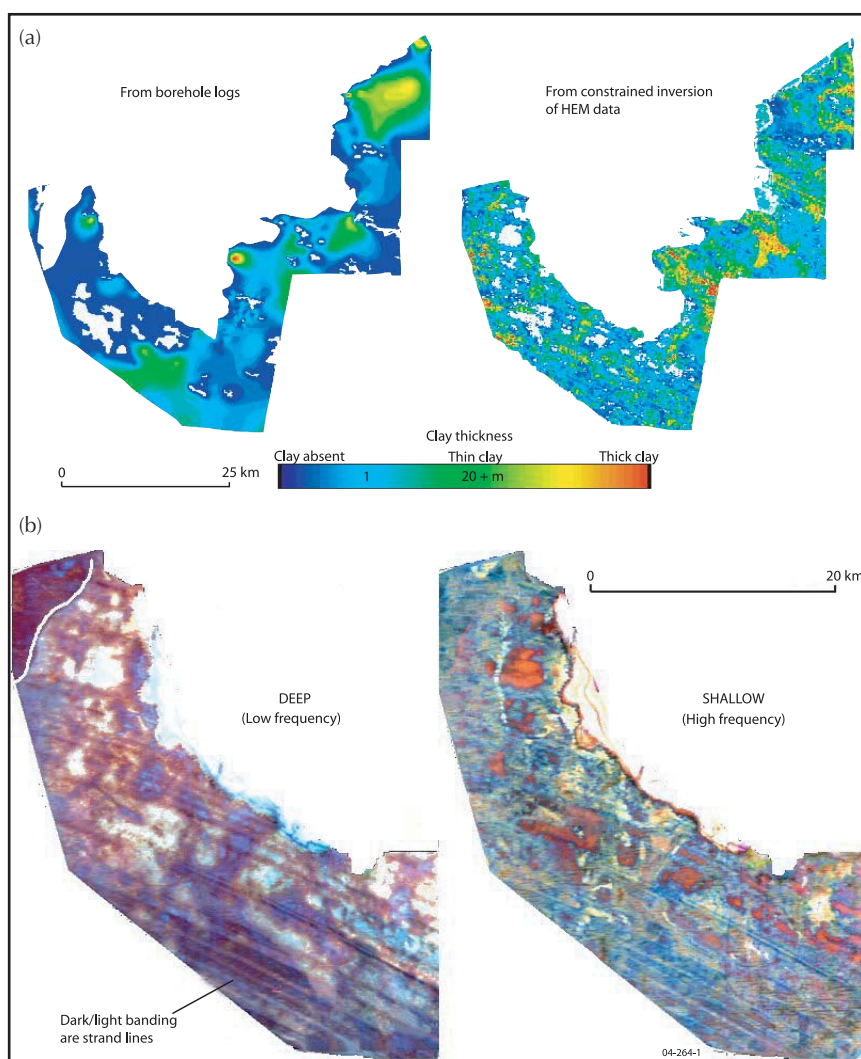 (a)
From borehole logs
From constrained inversion
of HEM data
Clay thickness
Clay absent Thin clay Thick clay
0 25 km
1 20 + m
(b)
0 20 km
DEEP
(Low frequency)
SHALLOW
(High frequency)
Dark/light banding
are strand lines
04-264-1